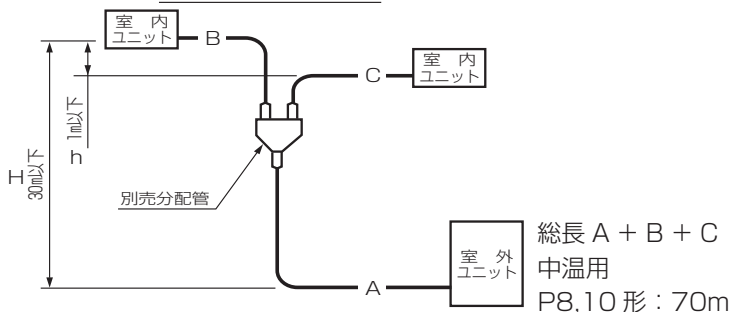 室 内
ユニット
B
C
室 内
ユニット
1m以下
h
H
30m以下
別売分配管
A
室 外
ユニット
総長 A + B + C
中温用
P8,10 形:70m